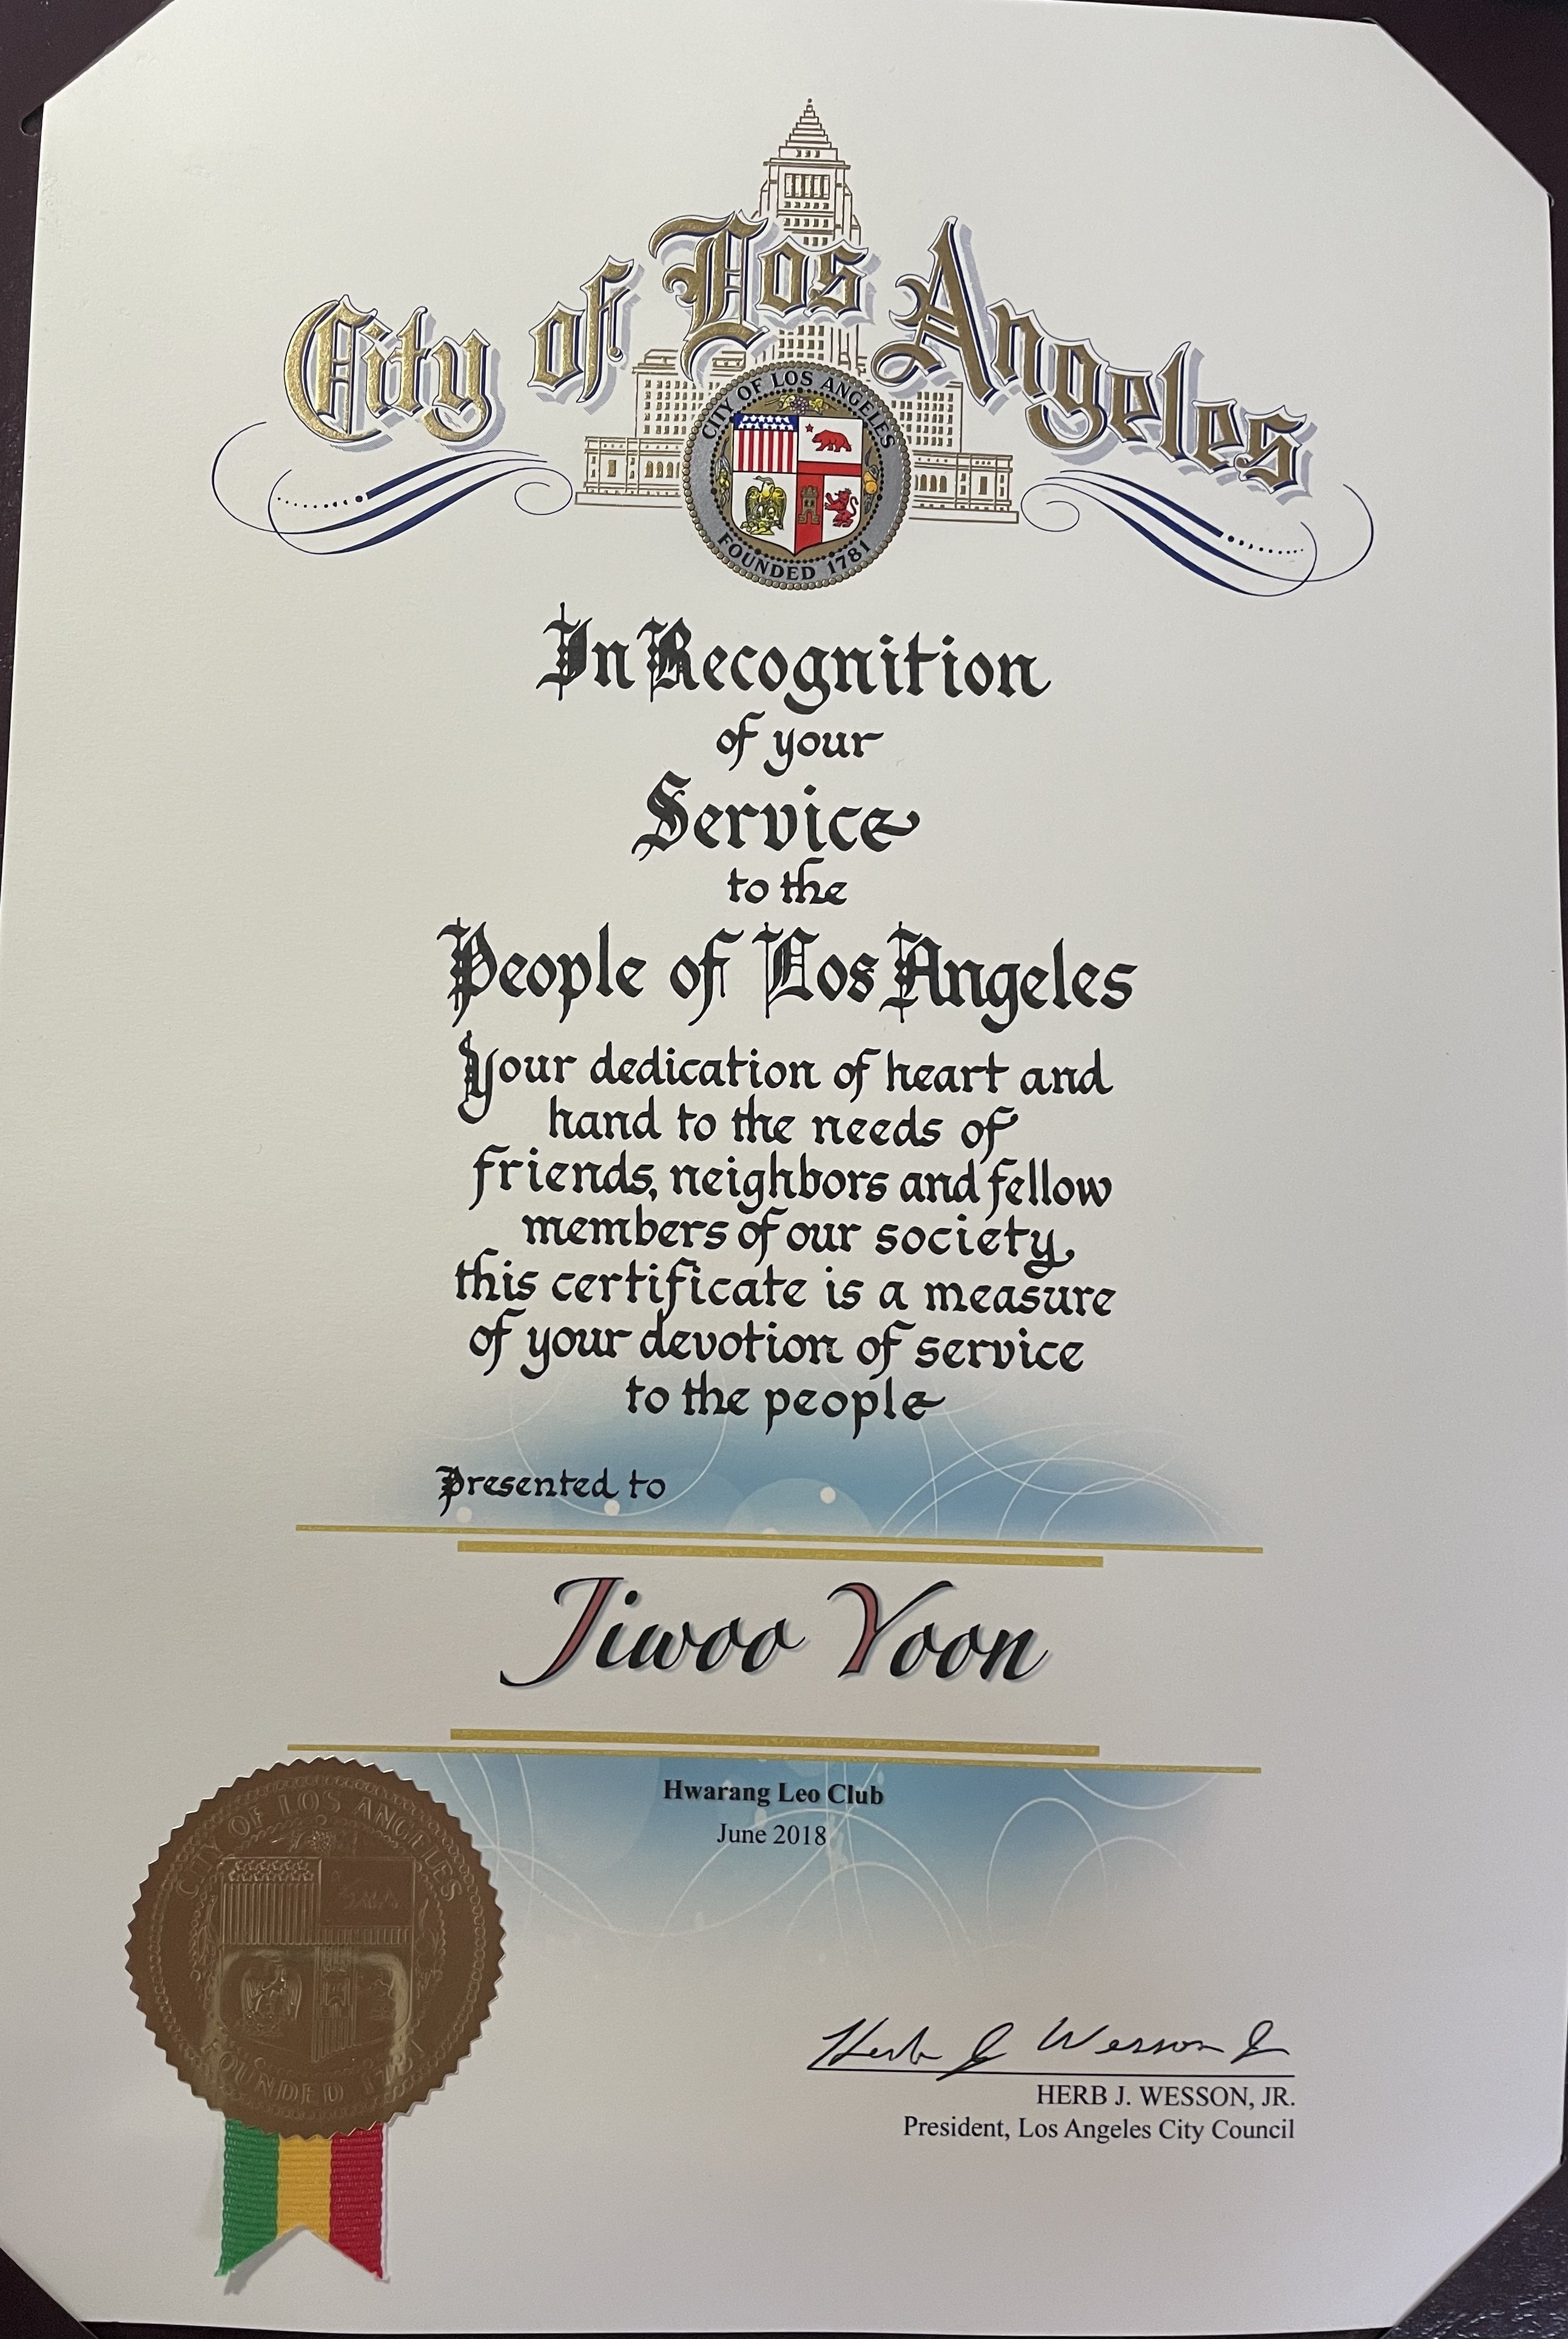 City of Los Angeles
CITY OF LOS ANGELES
FOUNDED 1781
In Recognition
of your
Service
to the
People of Los Angeles
Your dedication of heart and
hand to the needs of
friends, neighbors and fellow
members of our society,
this certificate is a measure
of your devotion of service
to the people
Presented to
Jiwoo Yoon
Hwarang Leo Club
June 2018
CITY OF LOS ANGELES
FOUNDED 1781
Herb J Wesson Jr
HERB J. WESSON, JR.
President, Los Angeles City Council